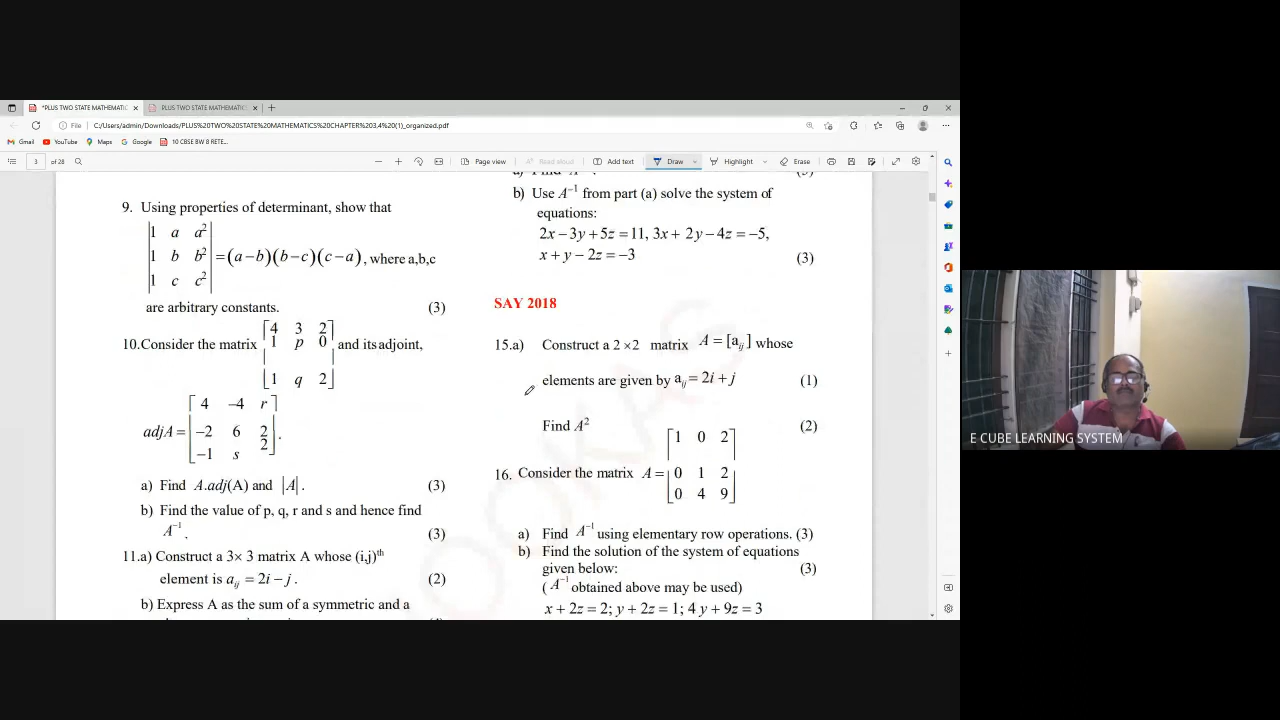 *PLUS TWO STATE MATHEMATIC
PLUS TWO STATE MATHEMATIC
File C:/Users/admin/Downloads/PLUS%20TWO%20STATE%20MATHEMATICS%20CHAPTER%203,4%20(1)_organized.pdf
Gmail YouTube Maps Google 10 CBSE BW 8 RETE...
3 of 28 Page view Read aloud Add text Draw Highlight Erase
9. Using properties of determinant, show that
|1 a a²|
|1 b b²| = (a−b)(b−c)(c−a), where a,b,c
|1 c c²|
are arbitrary constants. (3)
10.Consider the matrix [4 3 2; 1 p 0; 1 q 2] and its adjoint,
adjA = [4 −4 r; −2 6 2; −1 s 2].
a) Find A.adj(A) and |A|. (3)
b) Find the value of p, q, r and s and hence find
A⁻¹. (3)
11.a) Construct a 3× 3 matrix A whose (i,j)th
element is aij = 2i − j. (2)
b) Express A as the sum of a symmetric and a
b) Use A⁻¹ from part (a) solve the system of
equations:
2x−3y+5z=11, 3x+2y−4z=−5,
x+y−2z=−3 (3)
SAY 2018
15.a) Construct a 2×2 matrix A = [aij] whose
elements are given by aij = 2i + j (1)
Find A² (2)
16. Consider the matrix A = [1 0 2; 0 1 2; 0 4 9]
a) Find A⁻¹ using elementary row operations. (3)
b) Find the solution of the system of equations
given below: (3)
( A⁻¹ obtained above may be used)
x + 2z = 2; y + 2z = 1; 4y + 9z = 3
E CUBE LEARNING SYSTEM